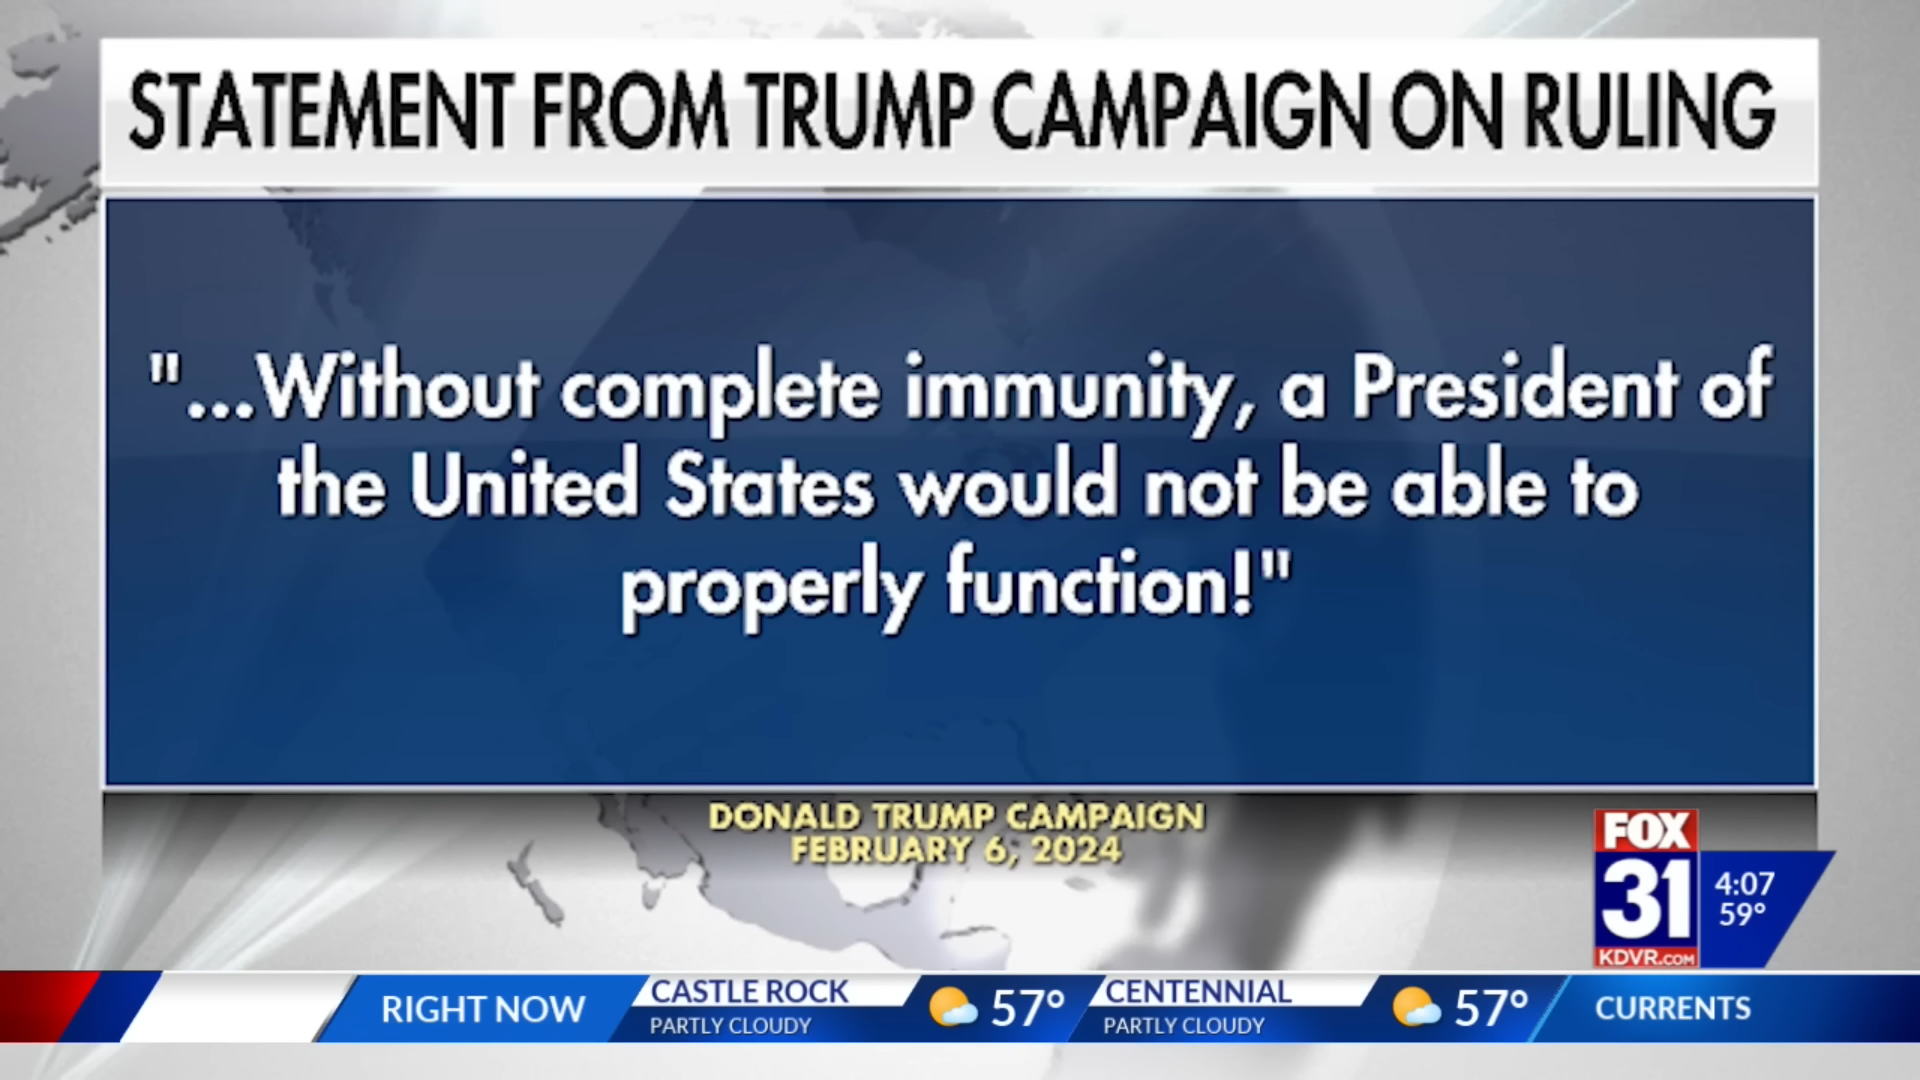 STATEMENT FROM TRUMP CAMPAIGN ON RULING
"...Without complete immunity, a President of
the United States would not be able to
properly function!"
DONALD TRUMP CAMPAIGN
FEBRUARY 6, 2024
FOX
31
KDVR.COM
4:07
59°
RIGHT NOW
CASTLE ROCK
PARTLY CLOUDY
57°
CENTENNIAL
PARTLY CLOUDY
57°
CURRENTS